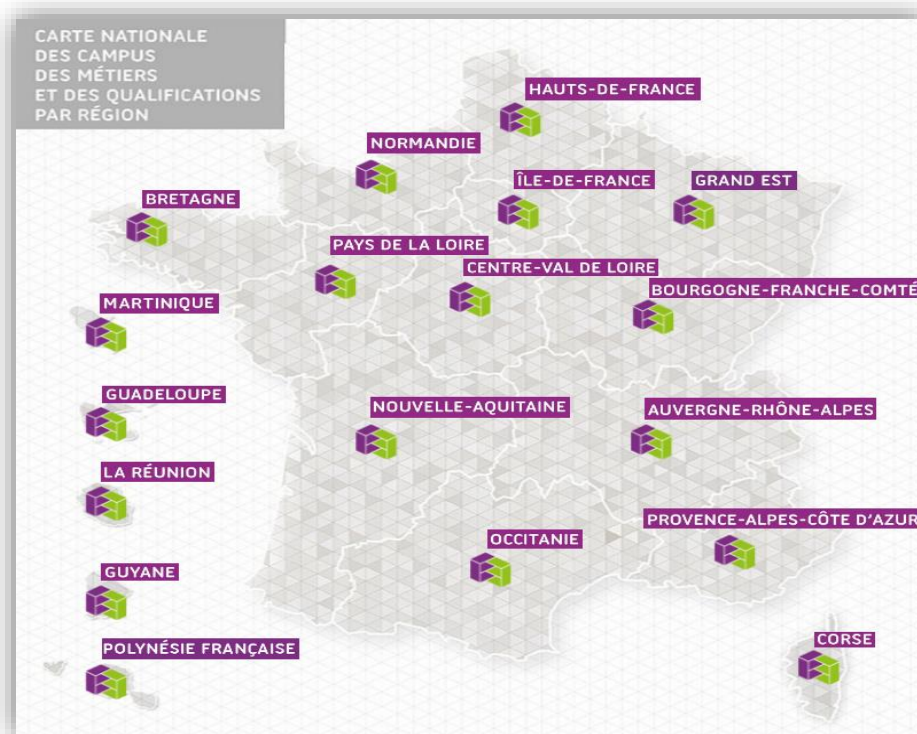 CARTE NATIONALE
DES CAMPUS
DES MÉTIERS
ET DES QUALIFICATIONS
PAR RÉGION
HAUTS-DE-FRANCE
NORMANDIE
ÎLE-DE-FRANCE
GRAND EST
BRETAGNE
PAYS DE LA LOIRE
CENTRE-VAL DE LOIRE
BOURGOGNE-FRANCHE-COMTÉ
MARTINIQUE
GUADELOUPE
NOUVELLE-AQUITAINE
AUVERGNE-RHÔNE-ALPES
LA RÉUNION
PROVENCE-ALPES-CÔTE D'AZUR
OCCITANIE
GUYANE
CORSE
POLYNÉSIE FRANÇAISE